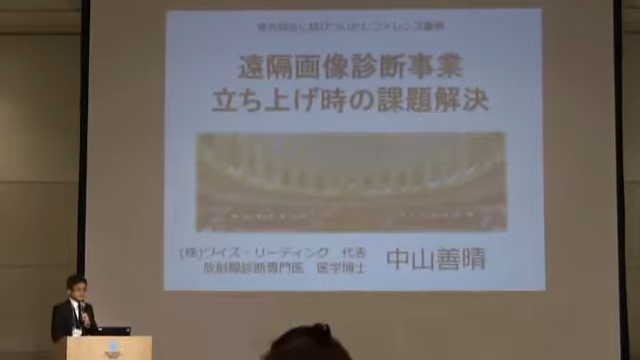 遠隔画像診断事業
立ち上げ時の課題解決
(株)ワイズ・リーディング 代表
放射線診断専門医 医学博士
中山善晴